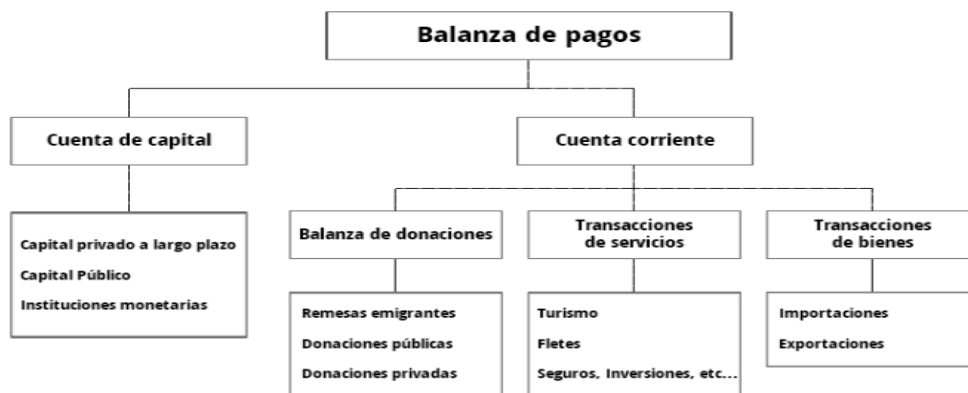 Balanza de pagos
Cuenta de capital
Cuenta corriente
Capital privado a largo plazo
Capital Público
Instituciones monetarias
Balanza de donaciones
Transacciones
de servicios
Transacciones
de bienes
Remesas emigrantes
Donaciones públicas
Donaciones privadas
Turismo
Fletes
Seguros, Inversiones, etc...
Importaciones
Exportaciones